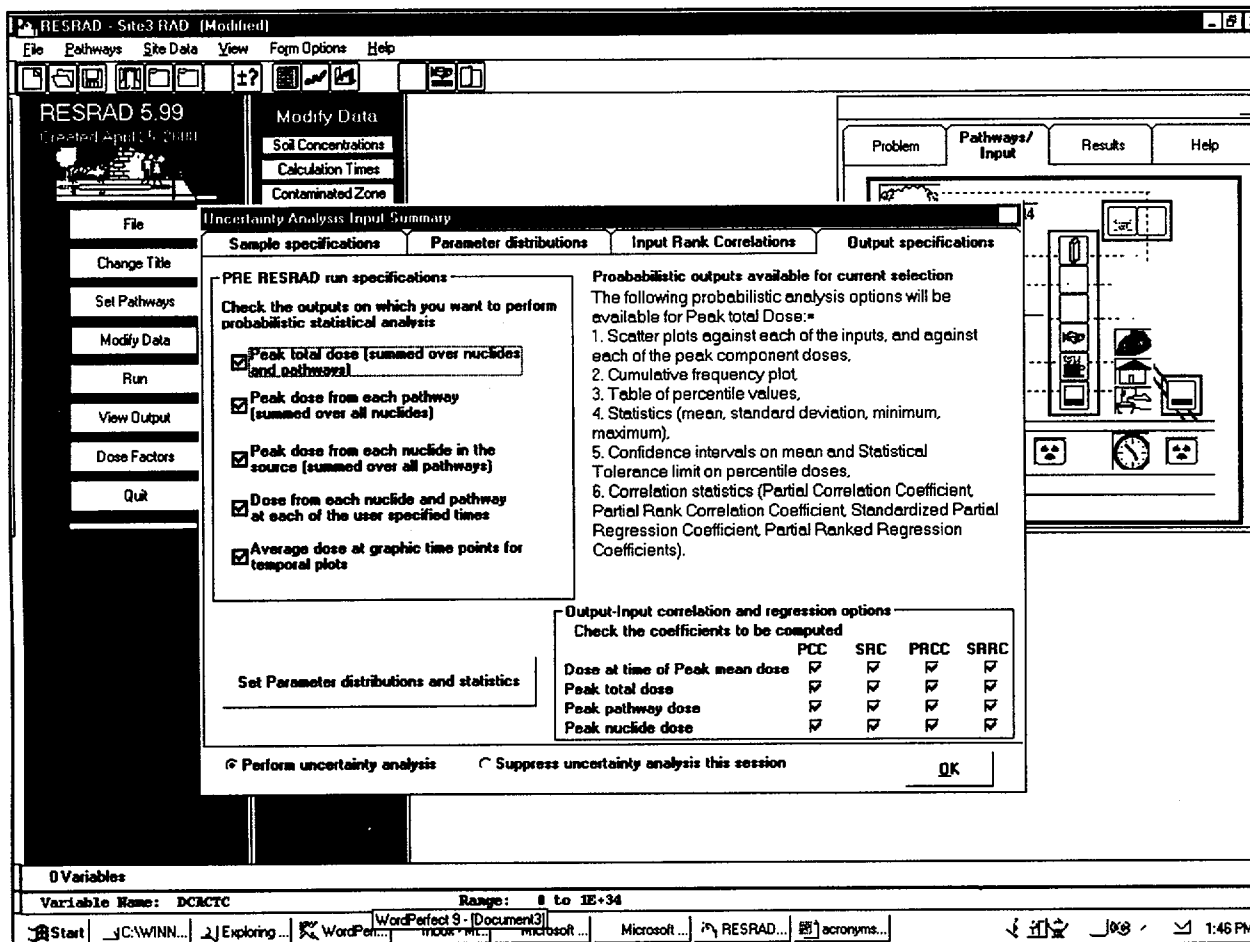 RESRAD - Site3 RAD (Modified)
File Pathways Site Data View Form Options Help
±?
RESRAD 5.99
Created April 5, 2000
Modify Data
Soil Concentrations
Calculation Times
Contaminated Zone
File
Change Title
Set Pathways
Modify Data
Run
View Output
Dose Factors
Quit
Problem
Pathways/
Input
Results
Help
Uncertainty Analysis Input Summary
Sample specifications
Parameter distributions
Input Rank Correlations
Output specifications
PRE RESRAD run specifications
Check the outputs on which you want to perform
probabilistic statistical analysis
Peak total dose (summed over nuclides
and pathways)
Peak dose from each pathway
(summed over all nuclides)
Peak dose from each nuclide in the
source (summed over all pathways)
Dose from each nuclide and pathway
at each of the user specified times
Average dose at graphic time points for
temporal plots
Set Parameter distributions and statistics
Proababilistic outputs available for current selection
The following probabilistic analysis options will be
available for Peak total Dose:=
1. Scatter plots against each of the inputs, and against
each of the peak component doses,
2. Cumulative frequency plot,
3. Table of percentile values,
4. Statistics (mean, standard deviation, minimum,
maximum),
5. Confidence intervals on mean and Statistical
Tolerance limit on percentile doses,
6. Correlation statistics (Partial Correlation Coefficient,
Partial Rank Correlation Coefficient, Standardized Partial
Regression Coefficient, Partial Ranked Regression
Coefficients).
Output-Input correlation and regression options
Check the coefficients to be computed
PCC SRC PRCC SRRC
Dose at time of Peak mean dose
Peak total dose
Peak pathway dose
Peak nuclide dose
Perform uncertainty analysis
Suppress uncertainty analysis this session
OK
0 Variables
Variable Name: DCACTC Range: 0 to 1E+34
WordPerfect 9 - [Document3]
Start C:\WINN... Exploring ... WordPerf... Inbox - Mi... Microsoft ... Microsoft ... RESRAD... acronyms... 1:46 PM